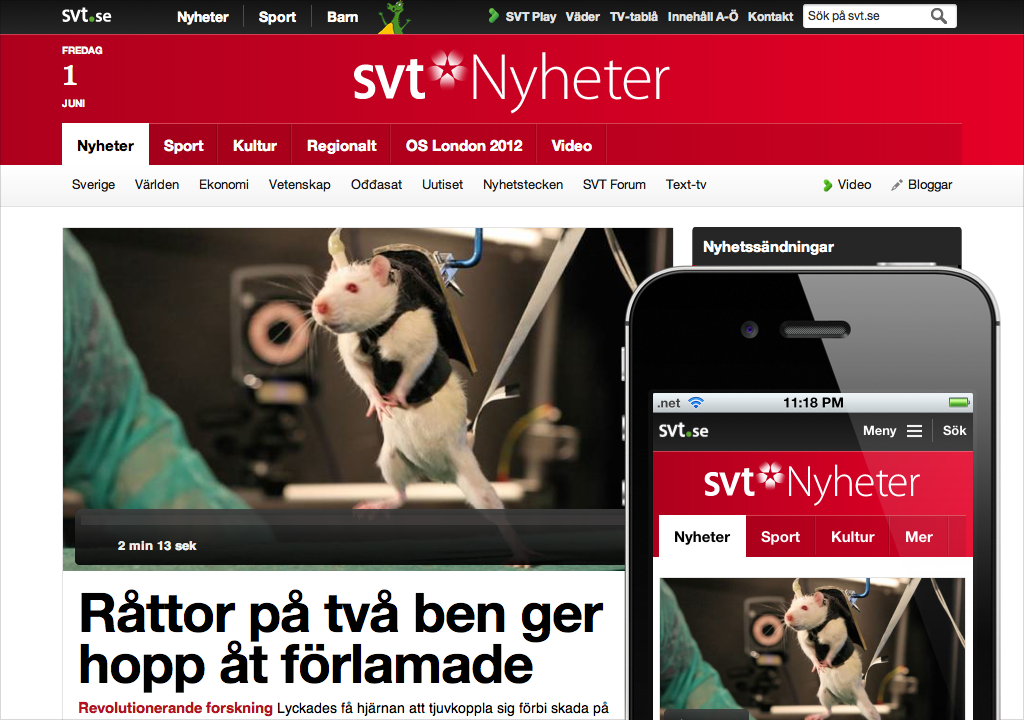 svt.se Nyheter Sport Barn SVT Play Väder TV-tablå Innehåll A-Ö Kontakt Sök på svt.se
FREDAG
1
JUNI
svt Nyheter
Nyheter Sport Kultur Regionalt OS London 2012 Video
Sverige Världen Ekonomi Vetenskap Ođđasat Uutiset Nyhetstecken SVT Forum Text-tv Video Bloggar
Nyhetssändningar
2 min 13 sek
Råttor på två ben ger
hopp åt förlamade
Revolutionerande forskning Lyckades få hjärnan att tjuvkoppla sig förbi skada på
.net 11:18 PM
svt.se Meny Sök
svt Nyheter
Nyheter Sport Kultur Mer